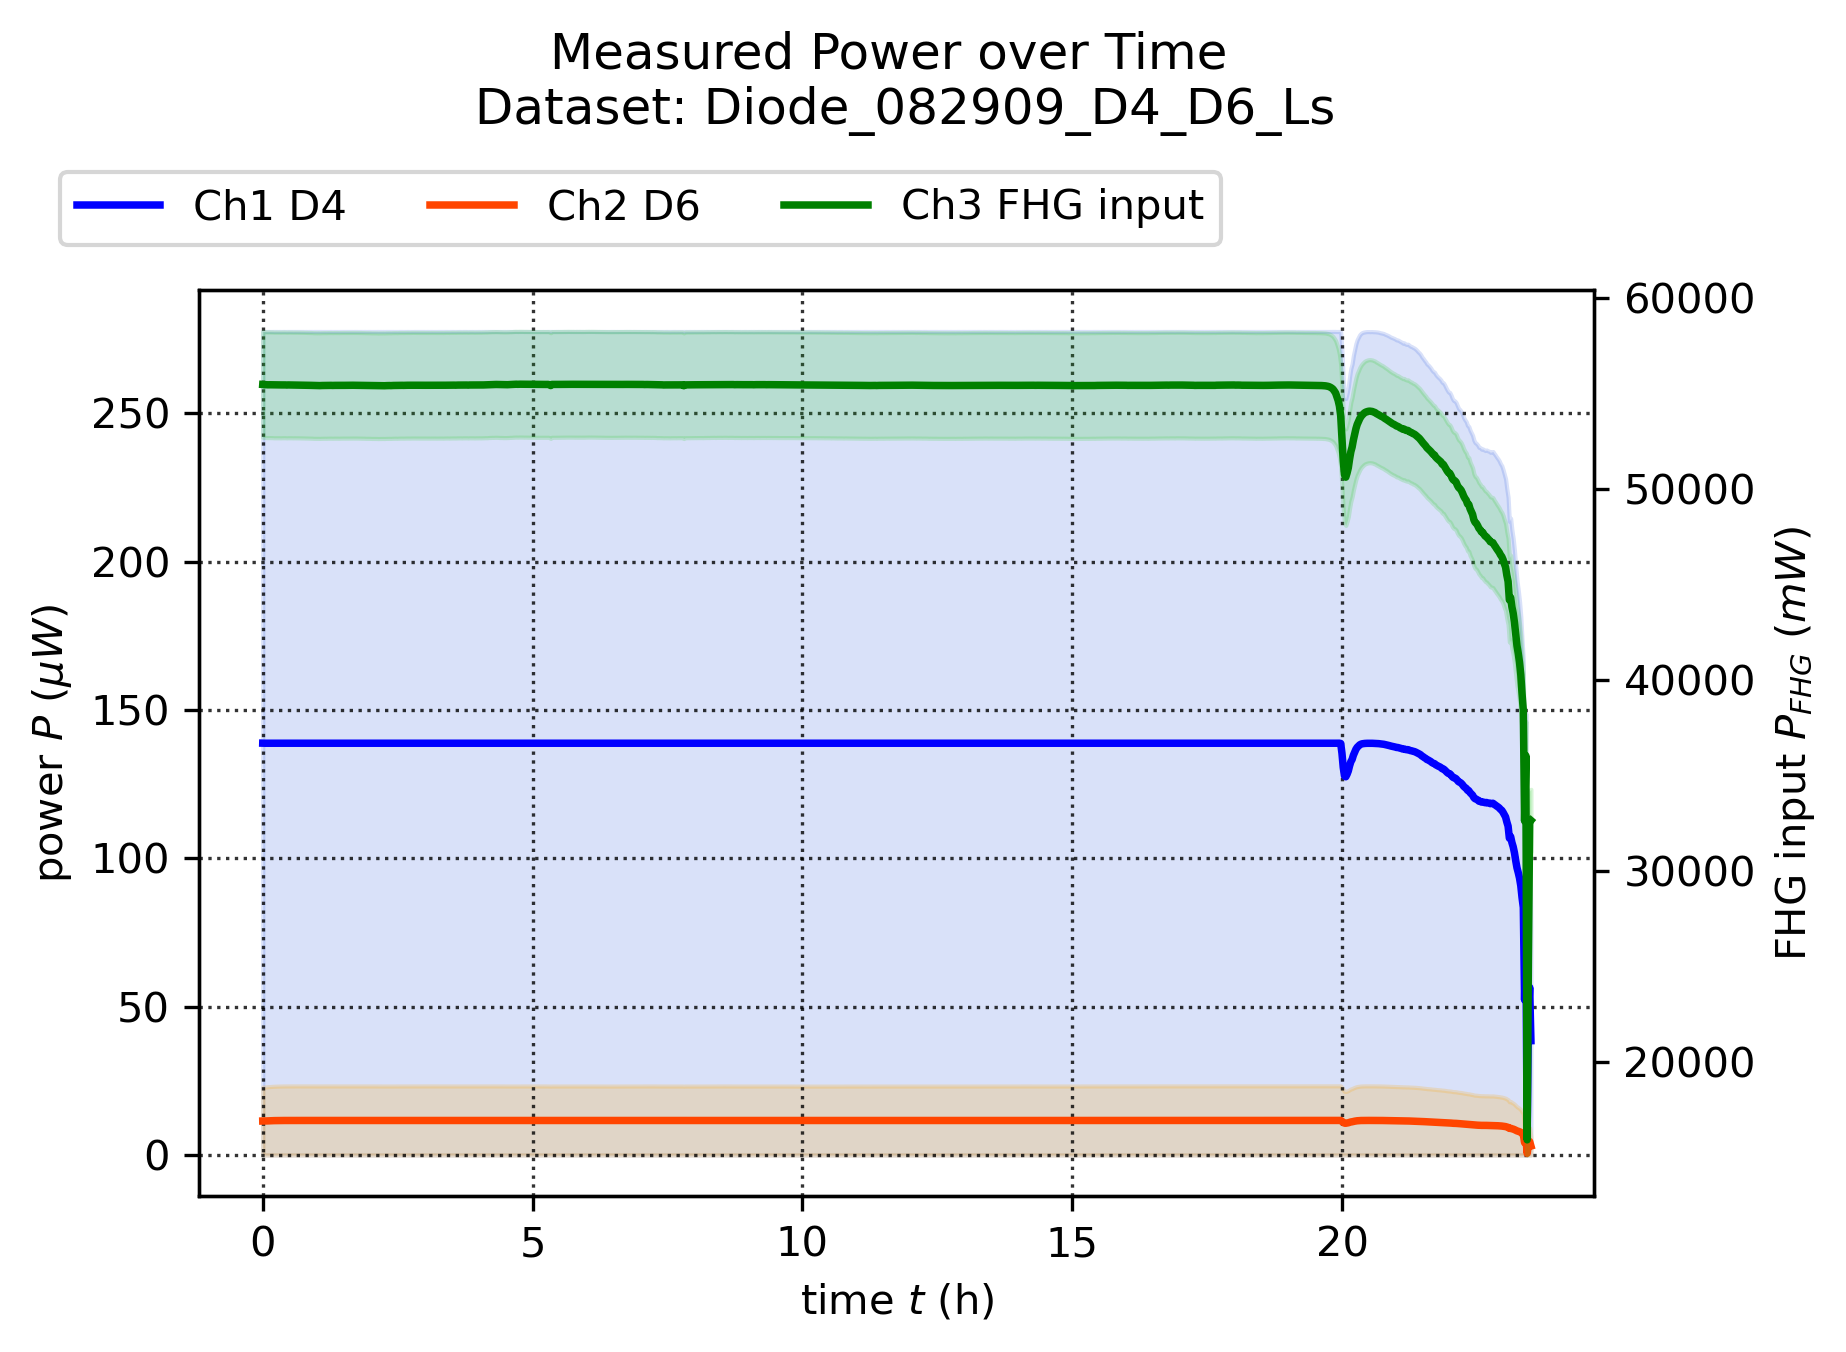 Measured Power over Time
Dataset: Diode_082909_D4_D6_Ls
Ch1 D4
Ch2 D6
Ch3 FHG input
power P (μW)
250
200
150
100
50
0
60000
50000
40000
30000
20000
FHG input P_FHG (mW)
0
5
10
15
20
time t (h)